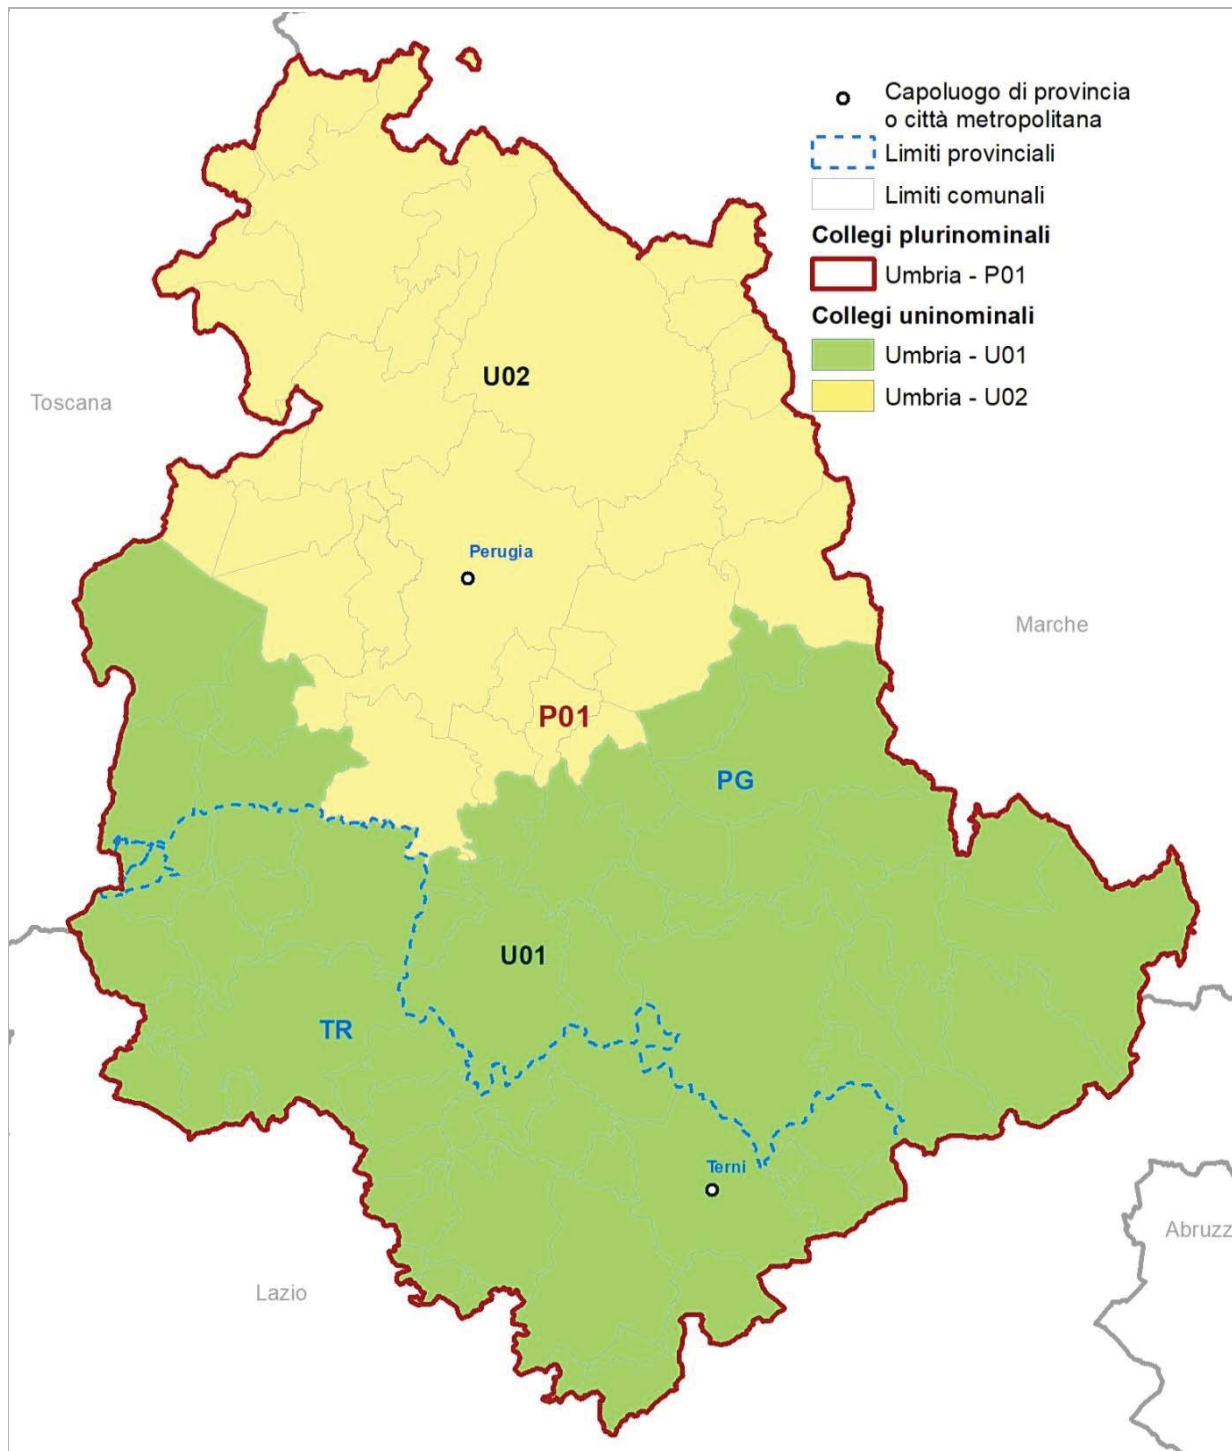 Capoluogo di provincia
o città metropolitana
Limiti provinciali
Limiti comunali
Collegi plurinominali
Umbria - P01
Collegi uninominali
Umbria - U01
Umbria - U02
U02
Toscana
Perugia
Marche
P01
PG
U01
TR
Terni
Abruzz
Lazio